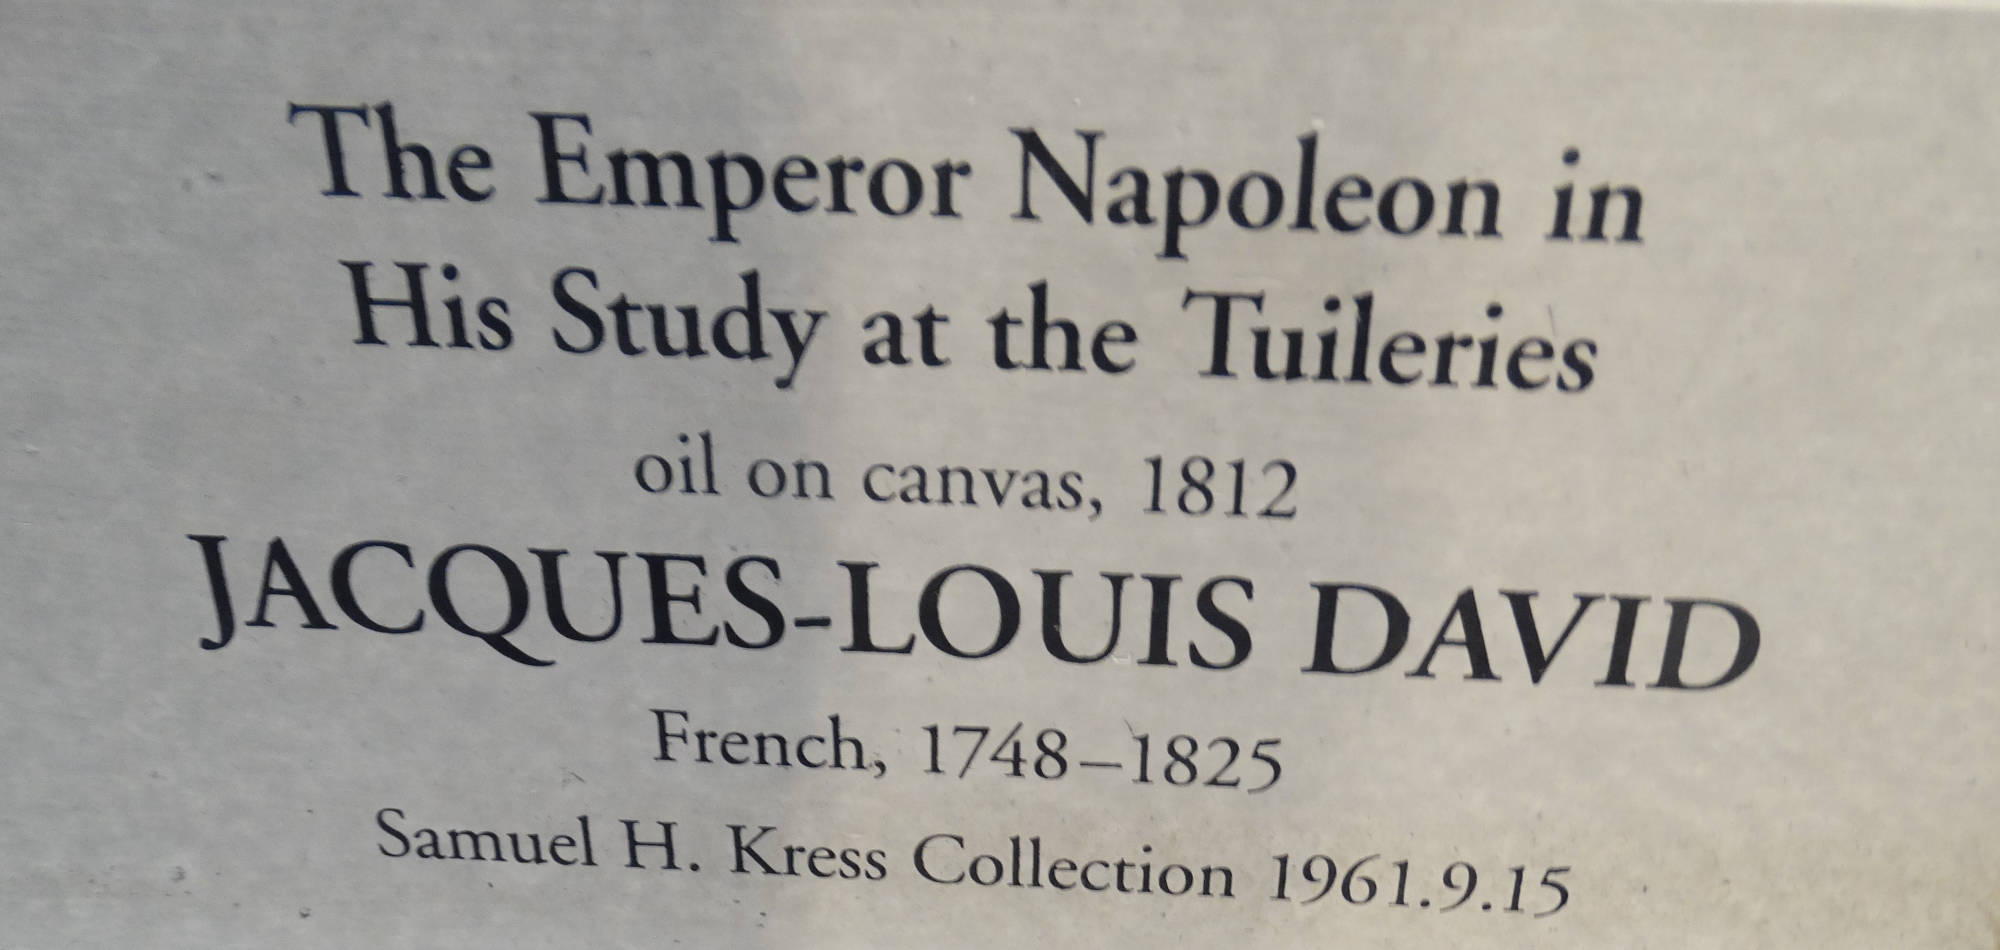 The Emperor Napoleon in
His Study at the Tuileries
oil on canvas, 1812
JACQUES-LOUIS DAVID
French, 1748–1825
Samuel H. Kress Collection 1961.9.15